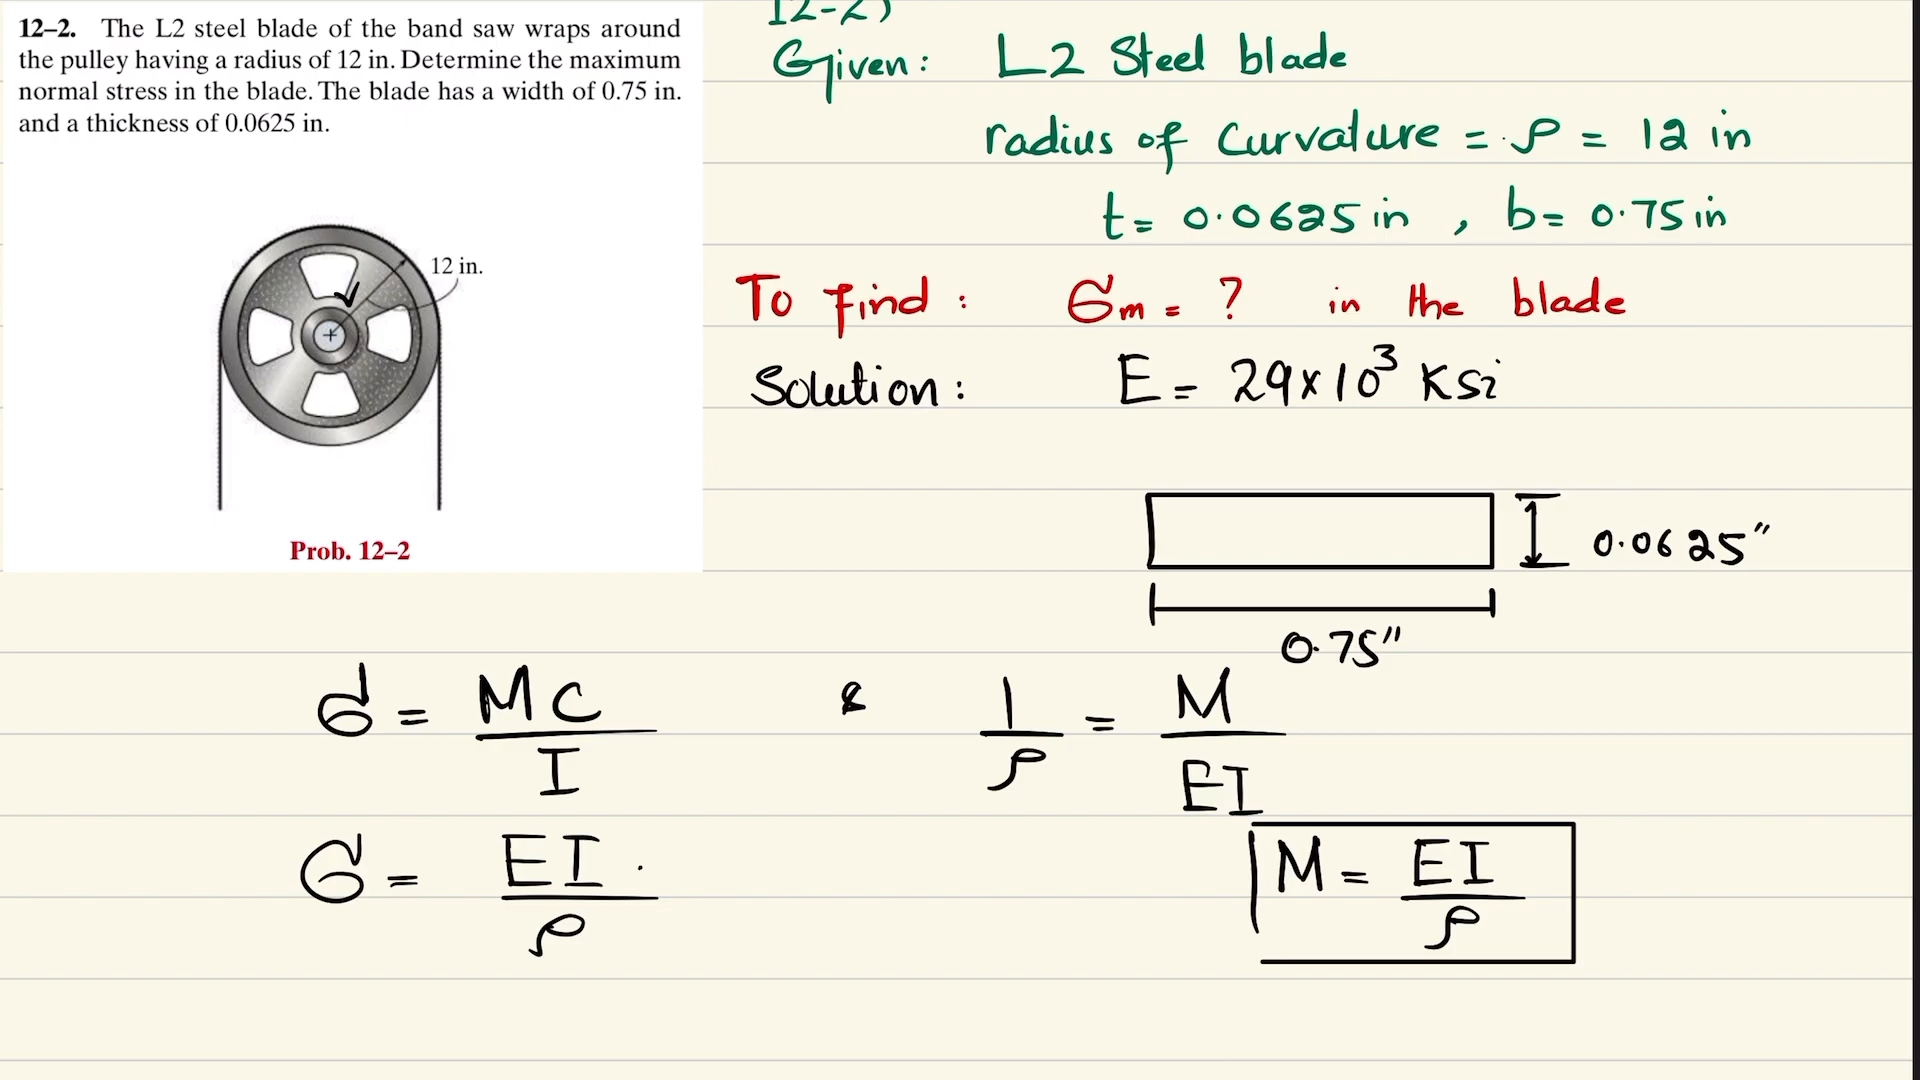 12–2. The L2 steel blade of the band saw wraps around
the pulley having a radius of 12 in. Determine the maximum
normal stress in the blade. The blade has a width of 0.75 in.
and a thickness of 0.0625 in.
12 in.
Prob. 12–2
12-2)
Given: L2 Steel blade
radius of Curvature = ρ = 12 in
t = 0.0625 in , b = 0.75 in
To find : σm = ? in the blade
Solution : E = 29×10³ Ksi
0.0625"
0.75"
σ = MC/I & 1/ρ = M/EI
σ = EI/ρ · M = EI/ρ